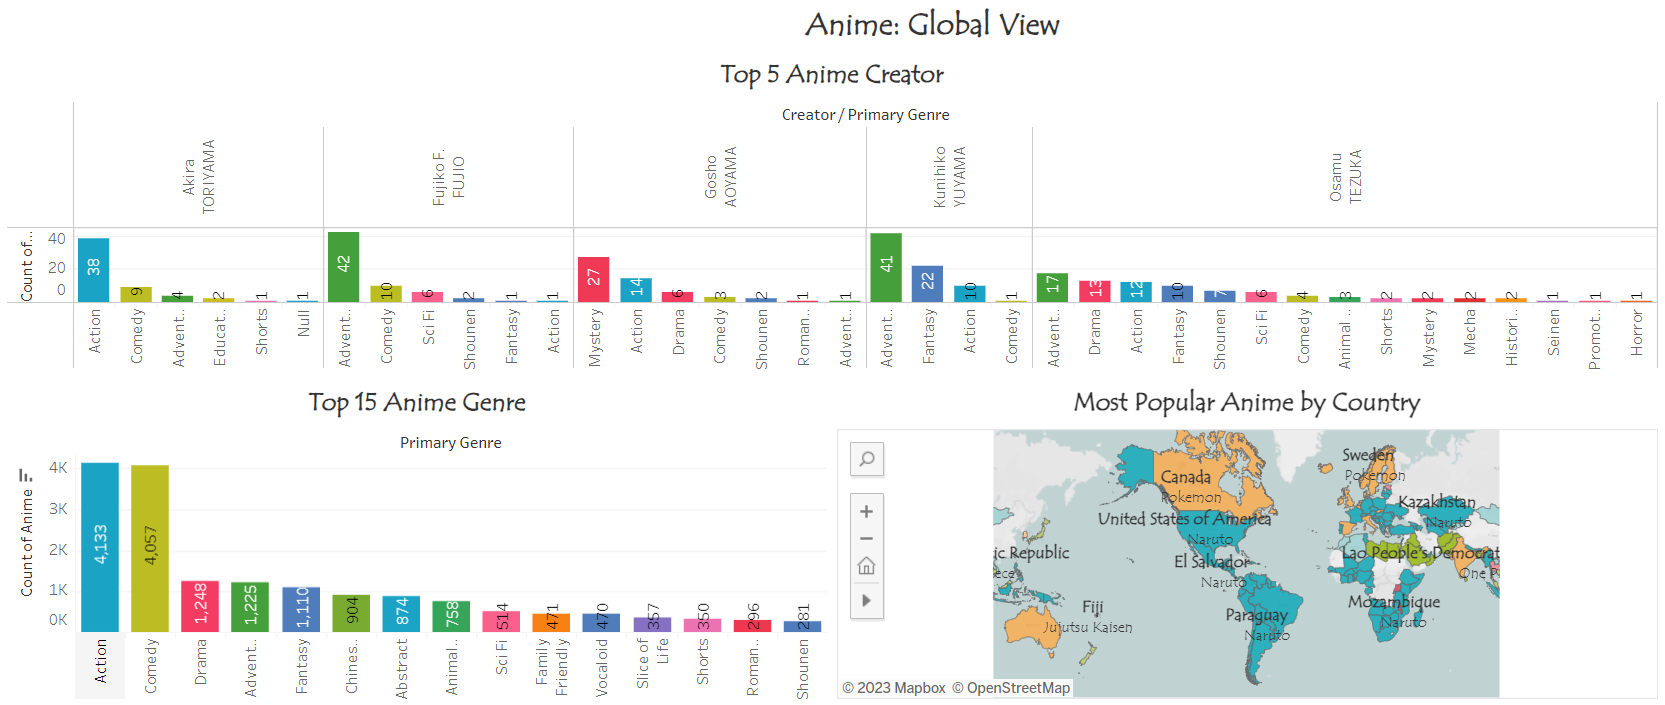 Anime: Global View
Top 5 Anime Creator
Creator / Primary Genre
Akira TORIYAMA
Fujiko F. FUJIO
Gosho AOYAMA
Kunihiko YUYAMA
Osamu TEZUKA
Count of...
40
20
0
38 9 4 2 1 1 42 10 6 2 1 1 27 14 6 3 2 1 1 41 22 10 1 17 13 12 10 7 6 4 3 2 2 2 2 1 1 1
Action Comedy Advent.. Educat.. Shorts Null Advent.. Comedy Sci Fi Shounen Fantasy Action Mystery Action Drama Comedy Shounen Roman.. Advent.. Advent.. Fantasy Action Comedy Advent.. Drama Action Fantasy Shounen Sci Fi Comedy Animal .. Shorts Mystery Mecha Histori.. Seinen Promot.. Horror
Top 15 Anime Genre
Primary Genre
Count of Anime
4K
3K
2K
1K
0K
4,133 4,057 1,248 1,225 1,110 904 874 758 514 471 470 357 350 296 281
Action Comedy Drama Advent.. Fantasy Chines.. Abstract Animal.. Sci Fi Family Friendly Vocaloid Slice of Life Shorts Roman.. Shounen
Most Popular Anime by Country
Sweden
Pokemon
Canada
Pokemon
Kazakhstan
Naruto
United States of America
Naruto
ic Republic
ece
Lao People's Democrat
One P
El Salvador
Naruto
Mozambique
Naruto
Fiji
Jujutsu Kaisen
Paraguay
Naruto
© 2023 Mapbox © OpenStreetMap